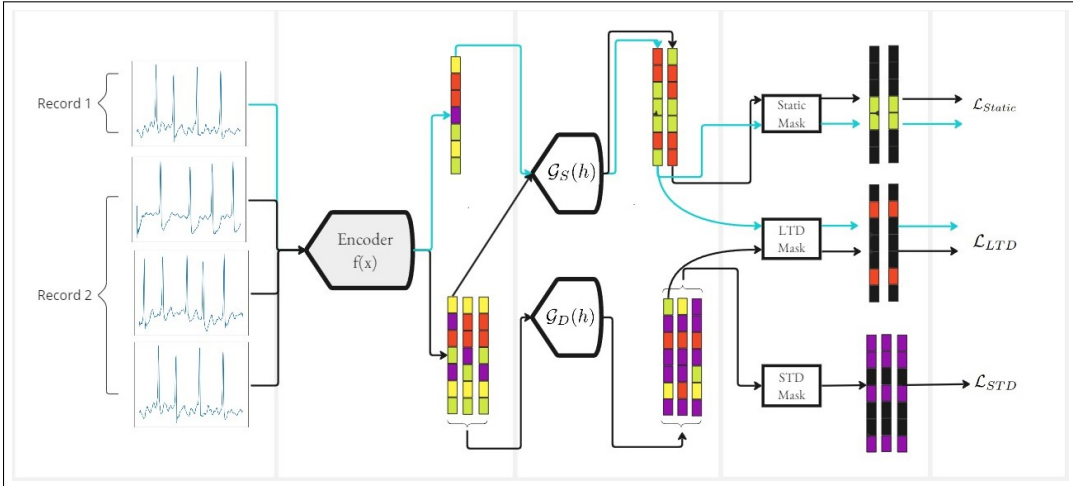 Record 1
Record 2
Encoder
f(x)
𝒢_S(h)
𝒢_D(h)
Static
Mask
LTD
Mask
STD
Mask
ℒ_Static
ℒ_LTD
ℒ_STD